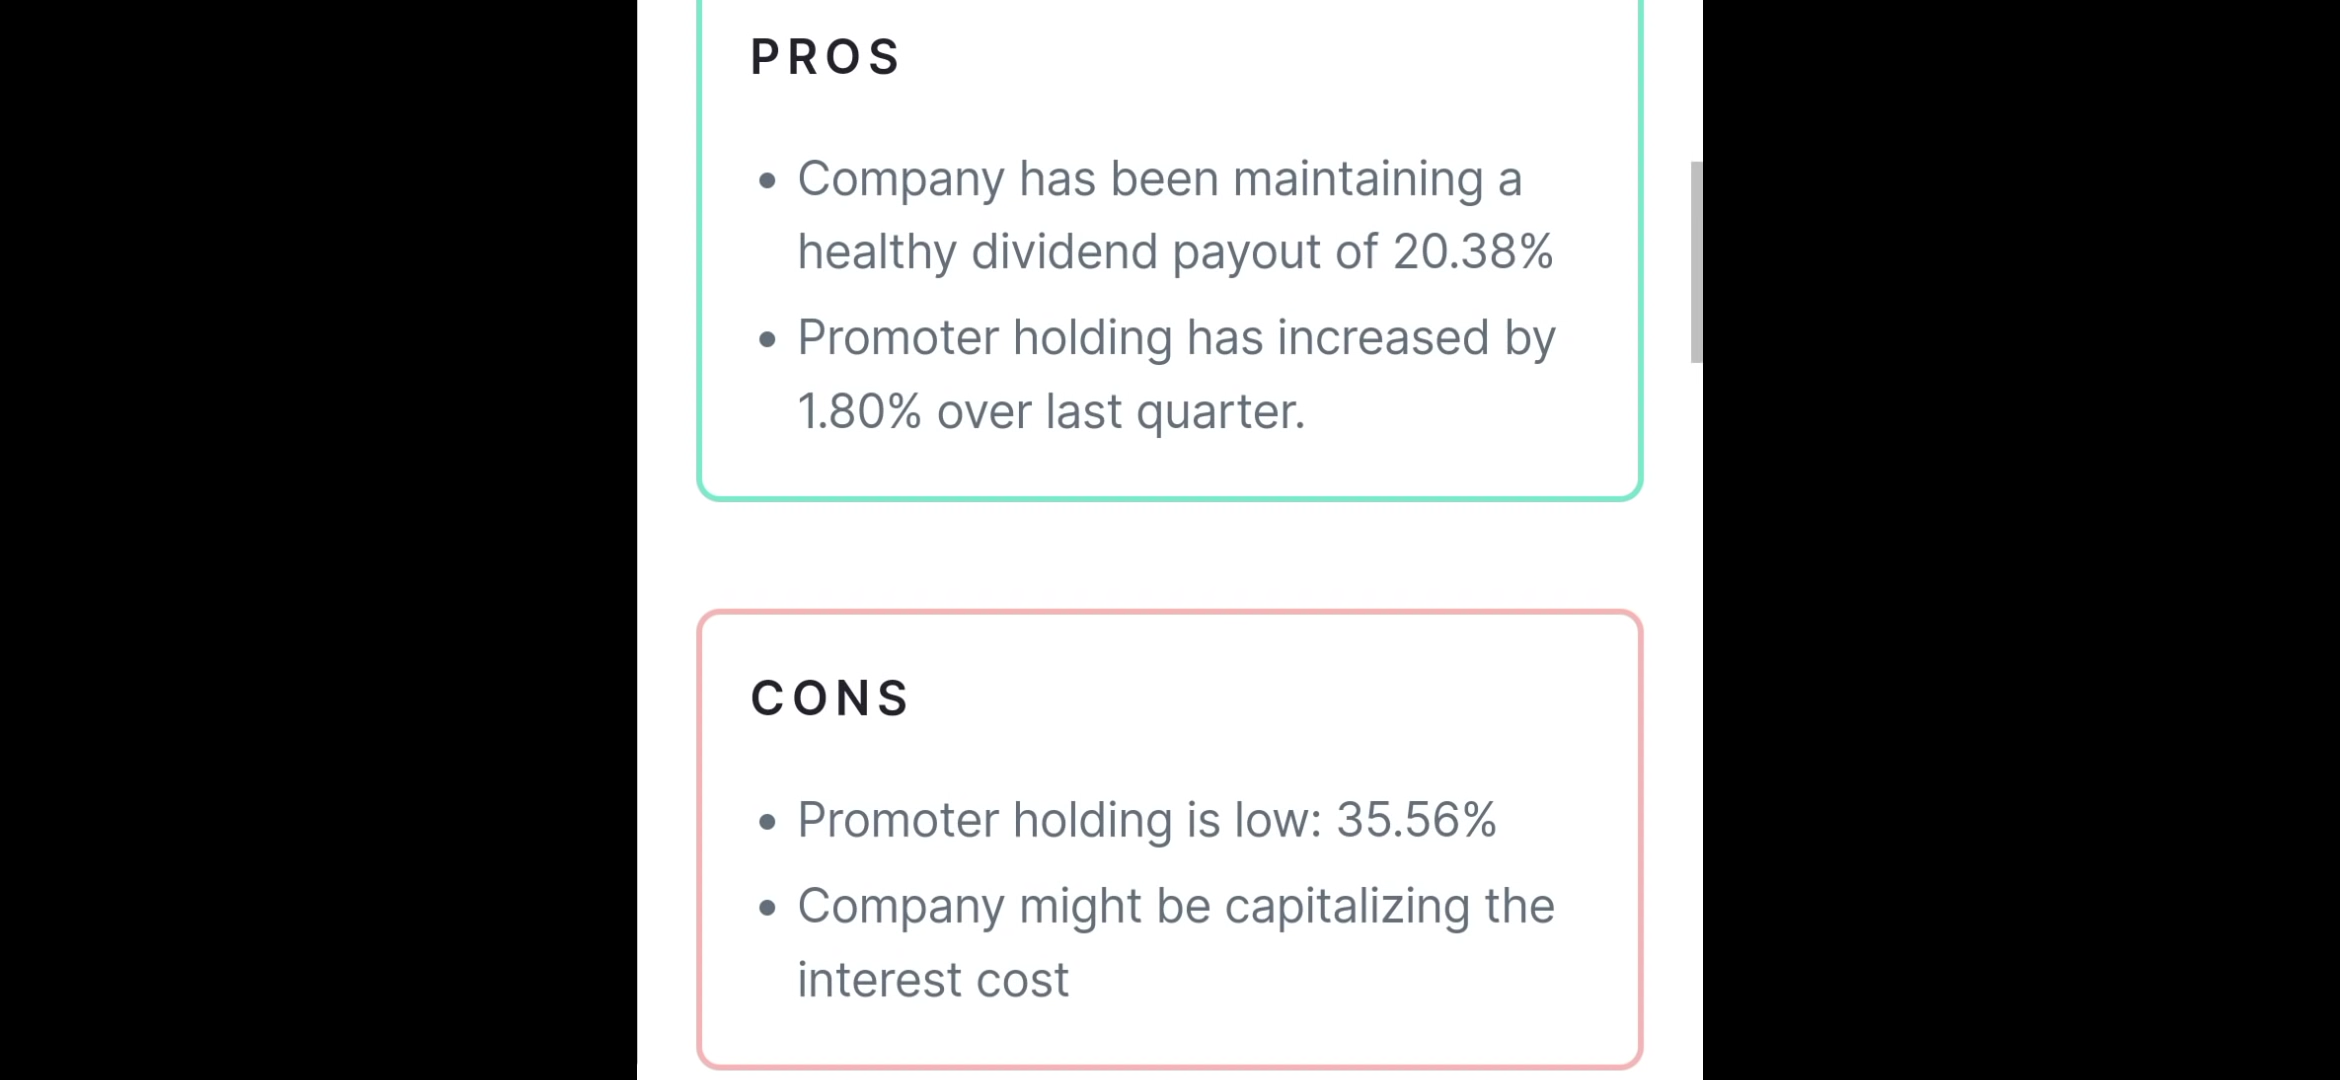 PROS
• Company has been maintaining a
healthy dividend payout of 20.38%
• Promoter holding has increased by
1.80% over last quarter.
CONS
• Promoter holding is low: 35.56%
• Company might be capitalizing the
interest cost